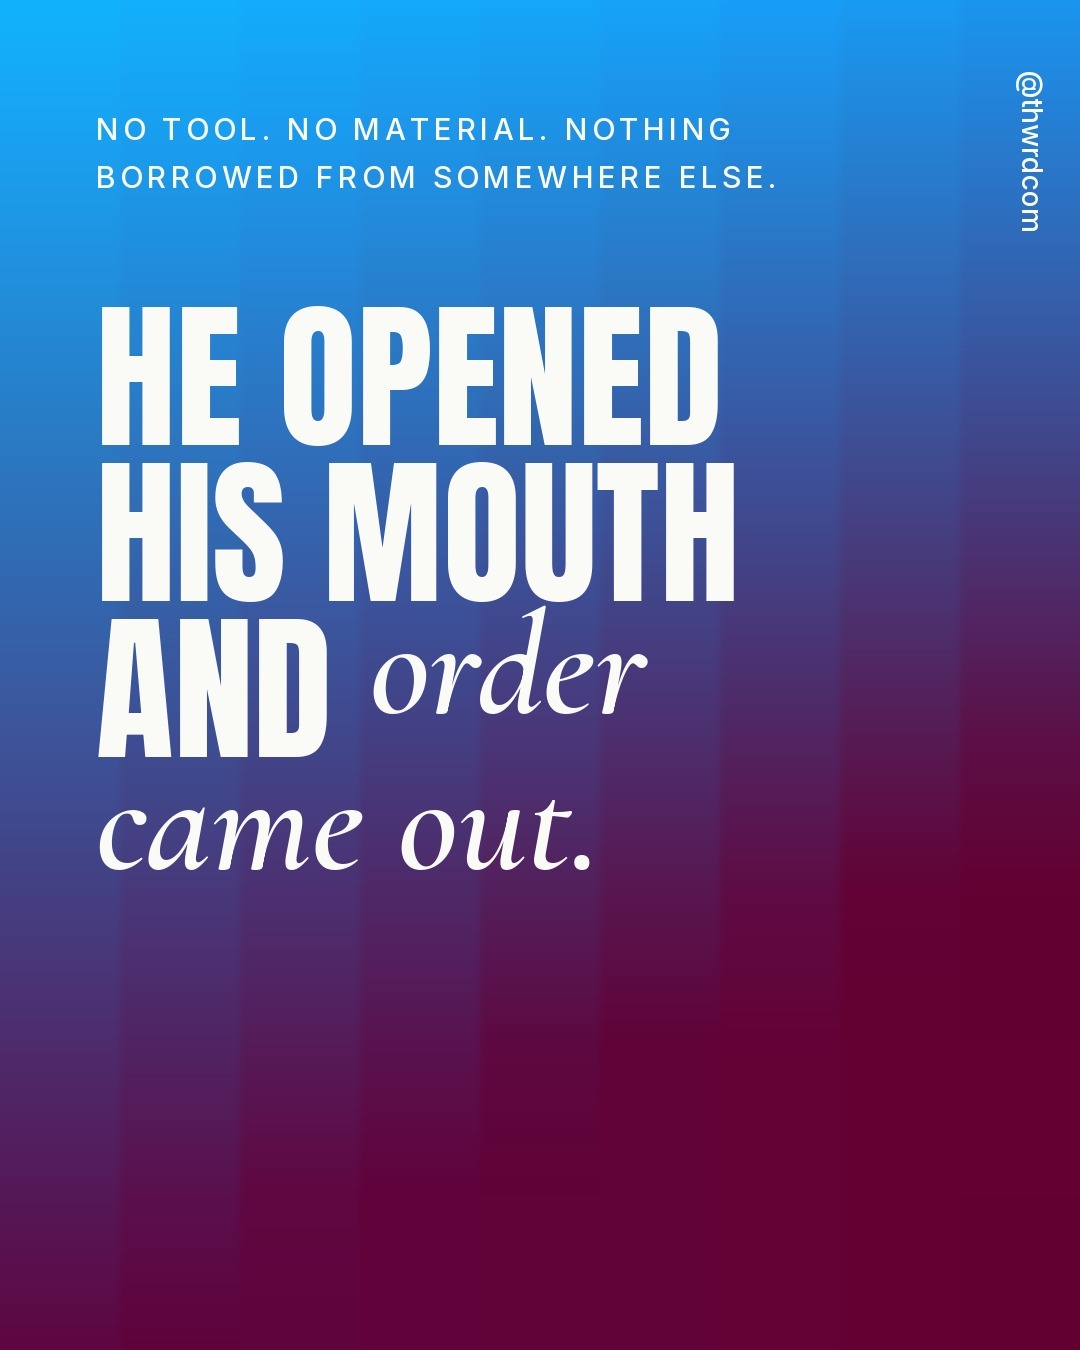 NO TOOL. NO MATERIAL. NOTHING
BORROWED FROM SOMEWHERE ELSE.
@thwrdcom
HE OPENED
HIS MOUTH
AND order
came out.